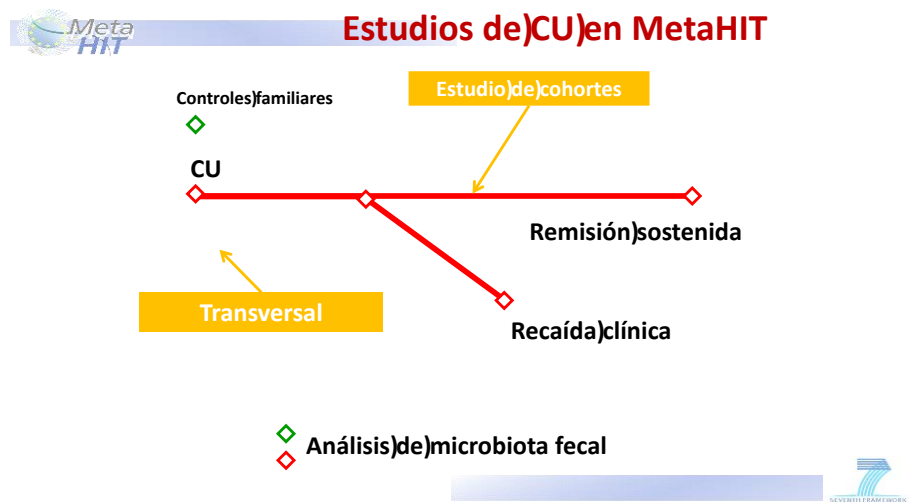 Meta
HIT
Estudios de)CU)en MetaHIT
Controles)familiares
Estudio)de)cohortes
CU
Remisión)sostenida
Transversal
Recaída)clínica
Análisis)de)microbiota fecal
7
SEVENTH FRAMEWORK